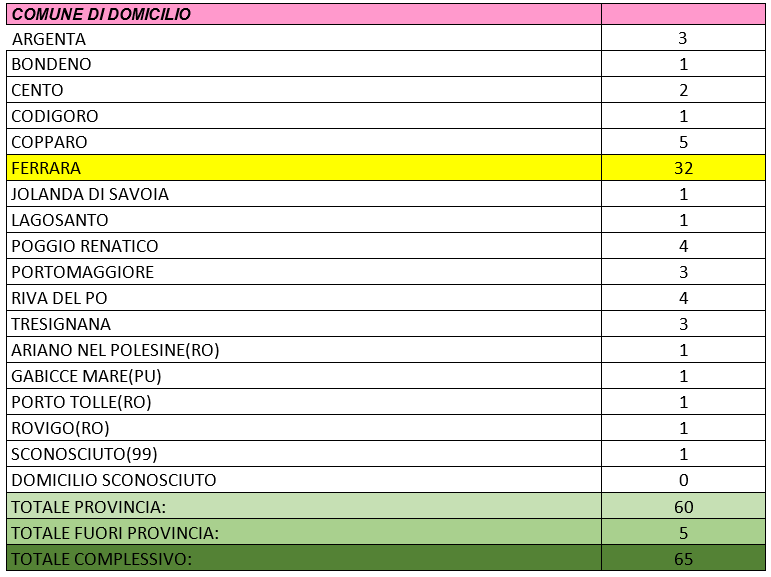 COMUNE DI DOMICILIO
ARGENTA 3
BONDENO 1
CENTO 2
CODIGORO 1
COPPARO 5
FERRARA 32
JOLANDA DI SAVOIA 1
LAGOSANTO 1
POGGIO RENATICO 4
PORTOMAGGIORE 3
RIVA DEL PO 4
TRESIGNANA 3
ARIANO NEL POLESINE(RO) 1
GABICCE MARE(PU) 1
PORTO TOLLE(RO) 1
ROVIGO(RO) 1
SCONOSCIUTO(99) 1
DOMICILIO SCONOSCIUTO 0
TOTALE PROVINCIA: 60
TOTALE FUORI PROVINCIA: 5
TOTALE COMPLESSIVO: 65